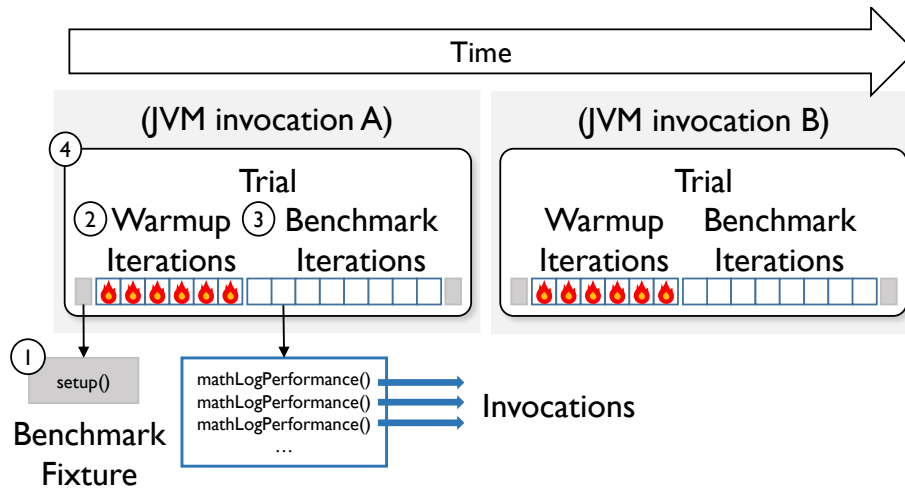 Time
(JVM invocation A)
4
Trial
2 Warmup Iterations
3 Benchmark Iterations
(JVM invocation B)
Trial
Warmup Iterations
Benchmark Iterations
1
setup()
Benchmark
Fixture
mathLogPerformance()
mathLogPerformance()
mathLogPerformance()
...
Invocations